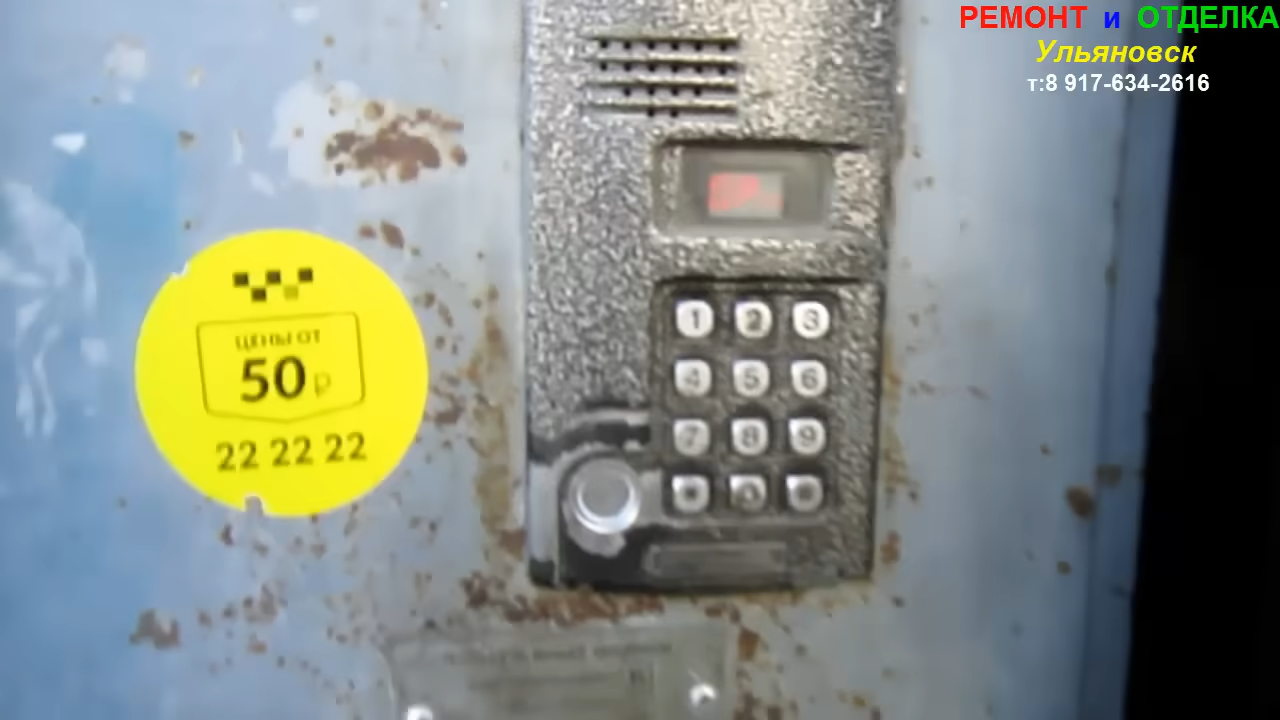 РЕМОНТ и ОТДЕЛКА
Ульяновск
т:8 917-634-2616
ЦЕНЫ ОТ
50 ₽
22 22 22
1 2 3
4 5 6
7 8 9